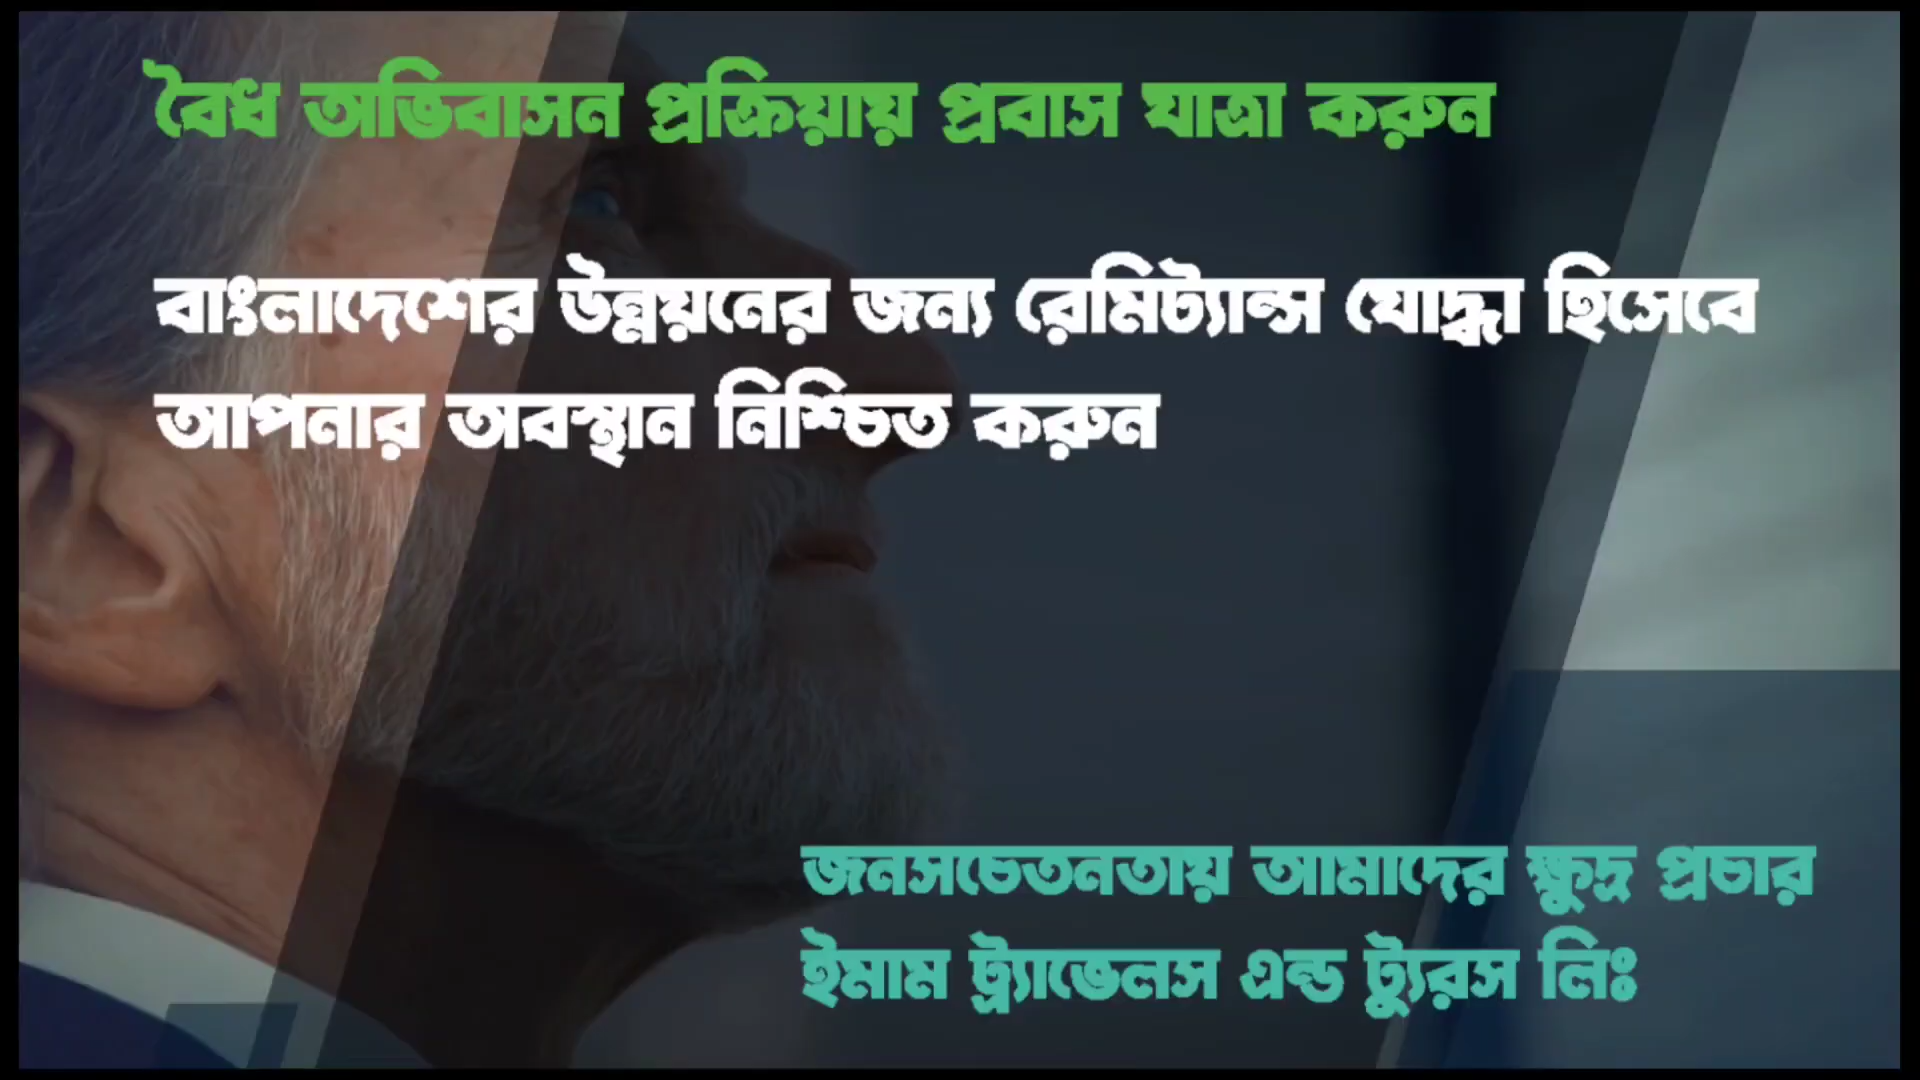 বৈধ অভিবাসন প্রক্রিয়ায় প্রবাস যাত্রা করুন
বাংলাদেশের উন্নয়নের জন্য রেমিট্যান্স যোদ্ধা হিসেবে
আপনার অবস্থান নিশ্চিত করুন
জনসচেতনতায় আমাদের ক্ষুদ্র প্রচার
ইমাম ট্র্যাভেলস এন্ড ট্যুরস লিঃ